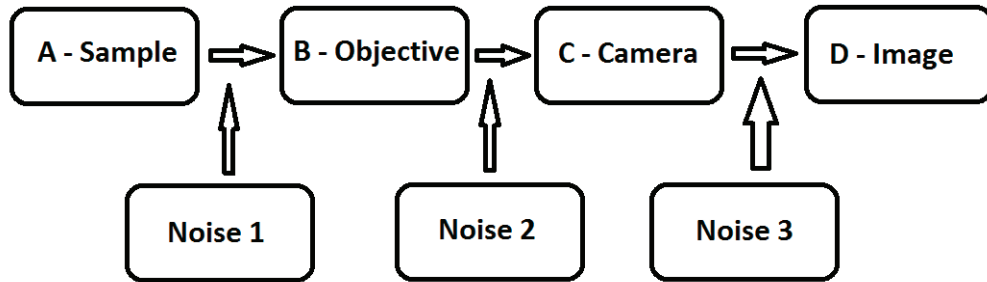 A - Sample
B - Objective
C - Camera
D - Image
Noise 1
Noise 2
Noise 3